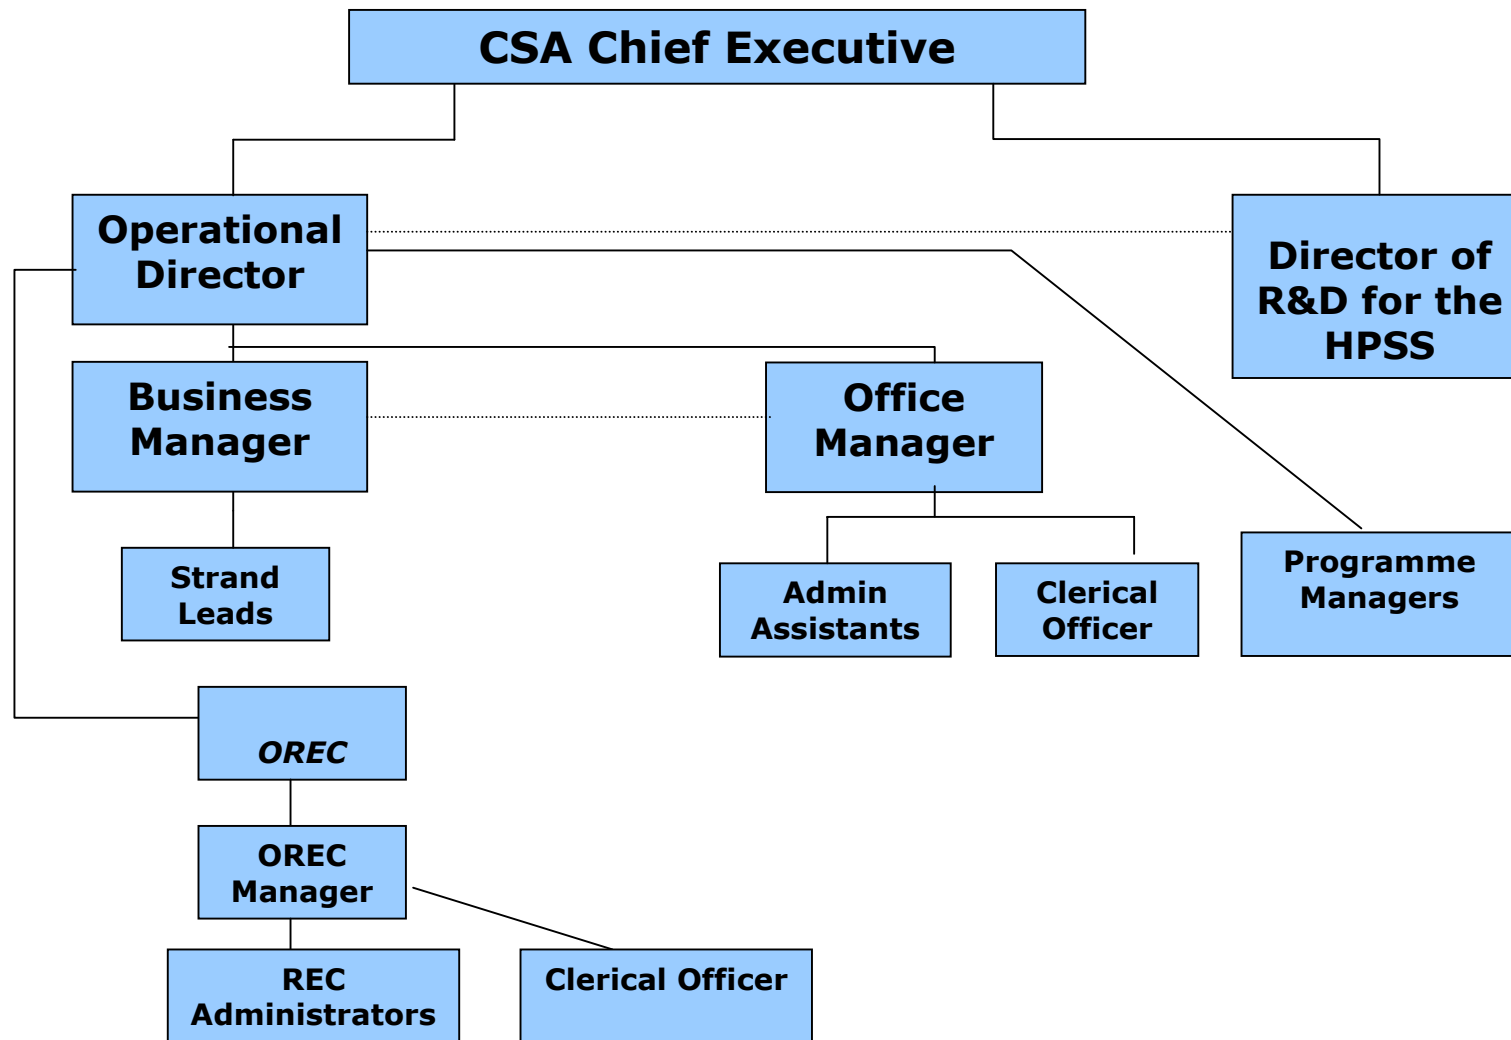 CSA Chief Executive
Operational
Director
Director of
R&D for the
HPSS
Business
Manager
Office
Manager
Strand
Leads
Admin
Assistants
Clerical
Officer
Programme
Managers
OREC
OREC
Manager
REC
Administrators
Clerical Officer